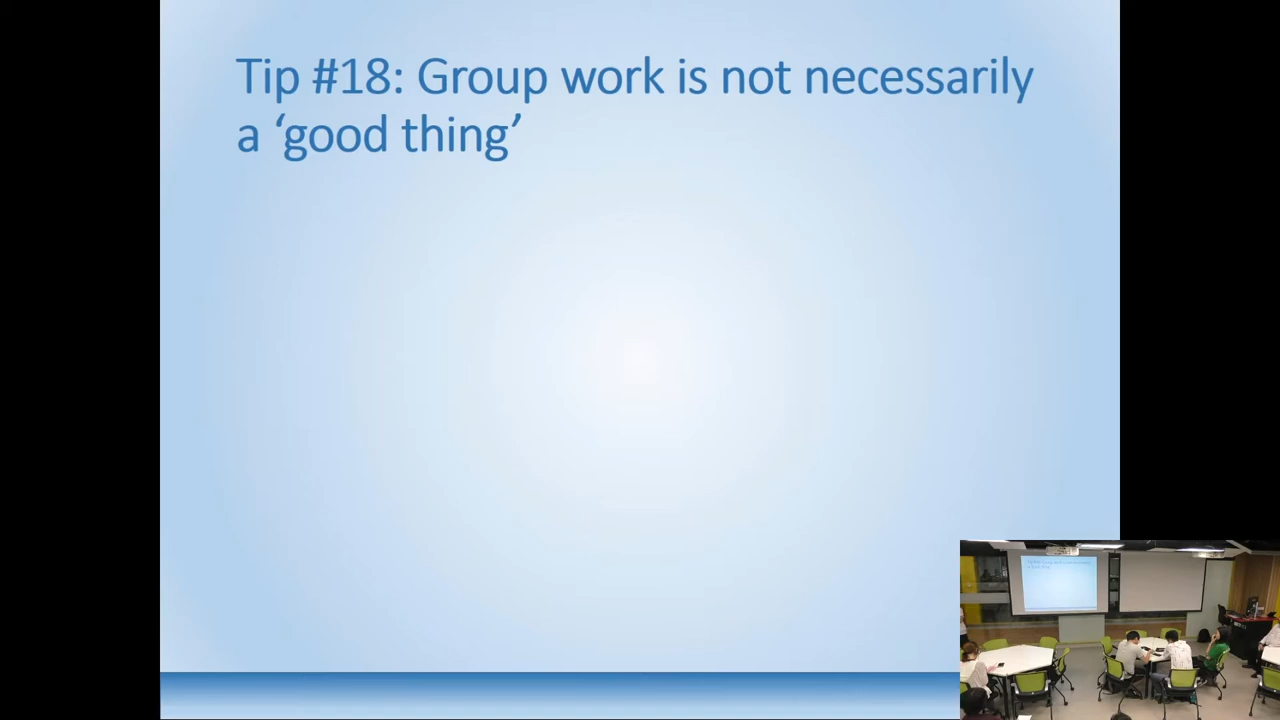 Tip #18: Group work is not necessarily
a ‘good thing’